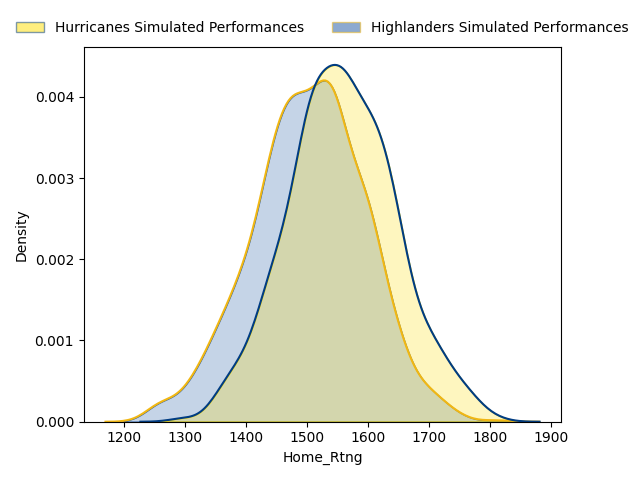 Hurricanes Simulated Performances
Highlanders Simulated Performances
0.004
0.003
0.002
0.001
0.000
Density
1200 1300 1400 1500 1600 1700 1800 1900
Home_Rtng